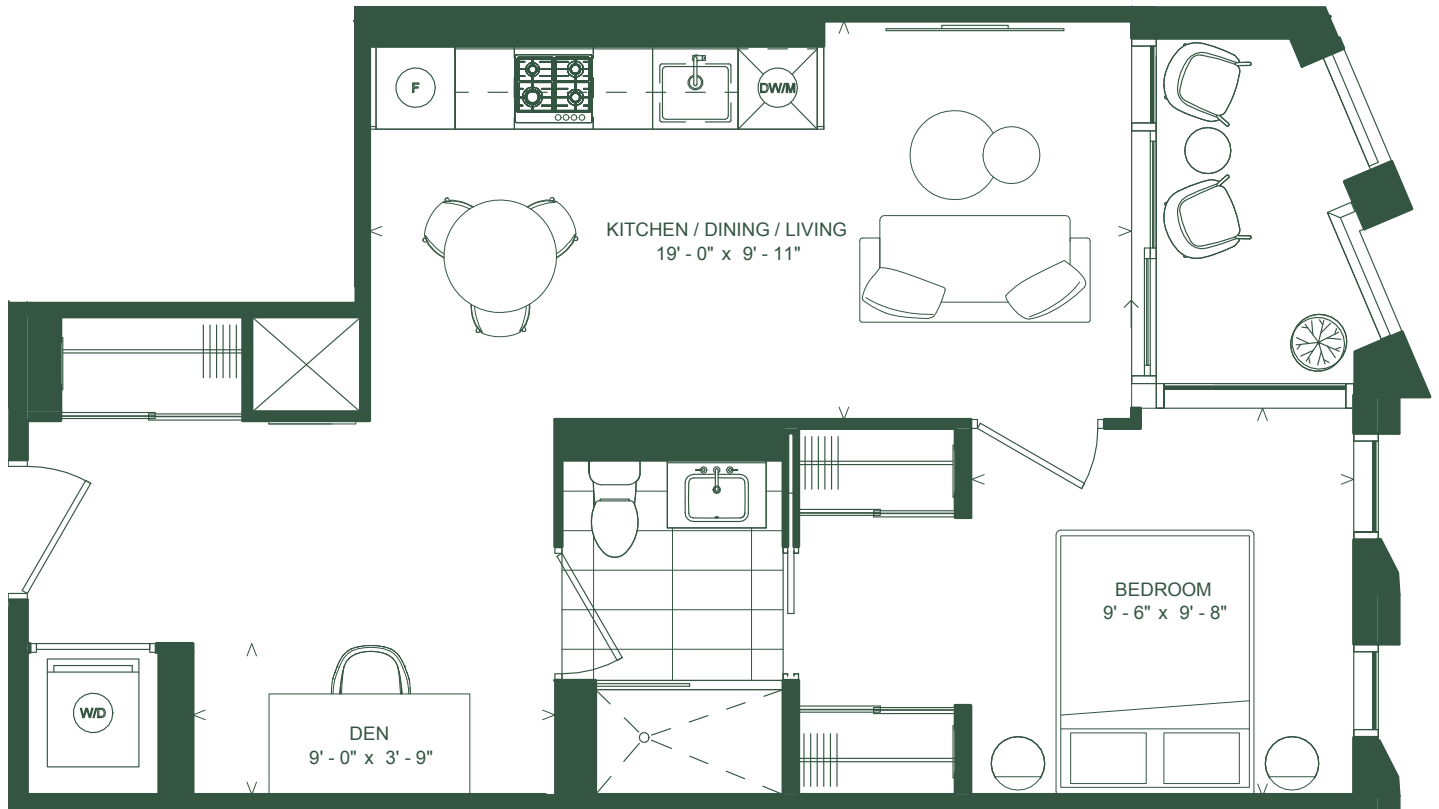 F
DW/M
KITCHEN / DINING / LIVING
19' - 0" x 9' - 11"
BEDROOM
9' - 6" x 9' - 8"
W/D
DEN
9' - 0" x 3' - 9"